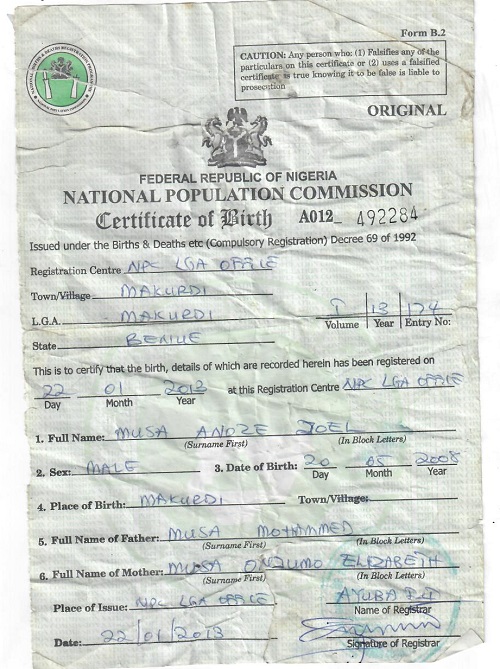 Form B.2
CAUTION: Any person who: (1) Falsifies any of the
particulars on this certificate or (2) uses a falsified
certificate as true knowing it to be false is liable to
prosecution
ORIGINAL
FEDERAL REPUBLIC OF NIGERIA
NATIONAL POPULATION COMMISSION
Certificate of Birth A012_ 492284
Issued under the Births & Deaths etc (Compulsory Registration) Decree 69 of 1992
Registration Centre NPC LGA OFFICE
Town/Village MAKURDI
L.G.A. MAKURDI 1 13 174
Volume Year Entry No:
State BENUE
This is to certify that the birth, details of which are recorded herein has been registered on
22 01 2013 at this Registration Centre NPC LGA OFFICE
Day Month Year
1. Full Name: MUSA JOEL
(Surname First) (In Block Letters)
2. Sex: MALE 3. Date of Birth: 20 05 2008
Day Month Year
4. Place of Birth: MAKURDI Town/Village:
5. Full Name of Father: MUSA MOHAMMED
(Surname First) (In Block Letters)
6. Full Name of Mother: MUSA ELIZABETH
(Surname First) (In Block Letters)
Place of Issue: NPC LGA OFFICE AYUBA
Name of Registrar
Date: 22/01/2013
Signature of Registrar